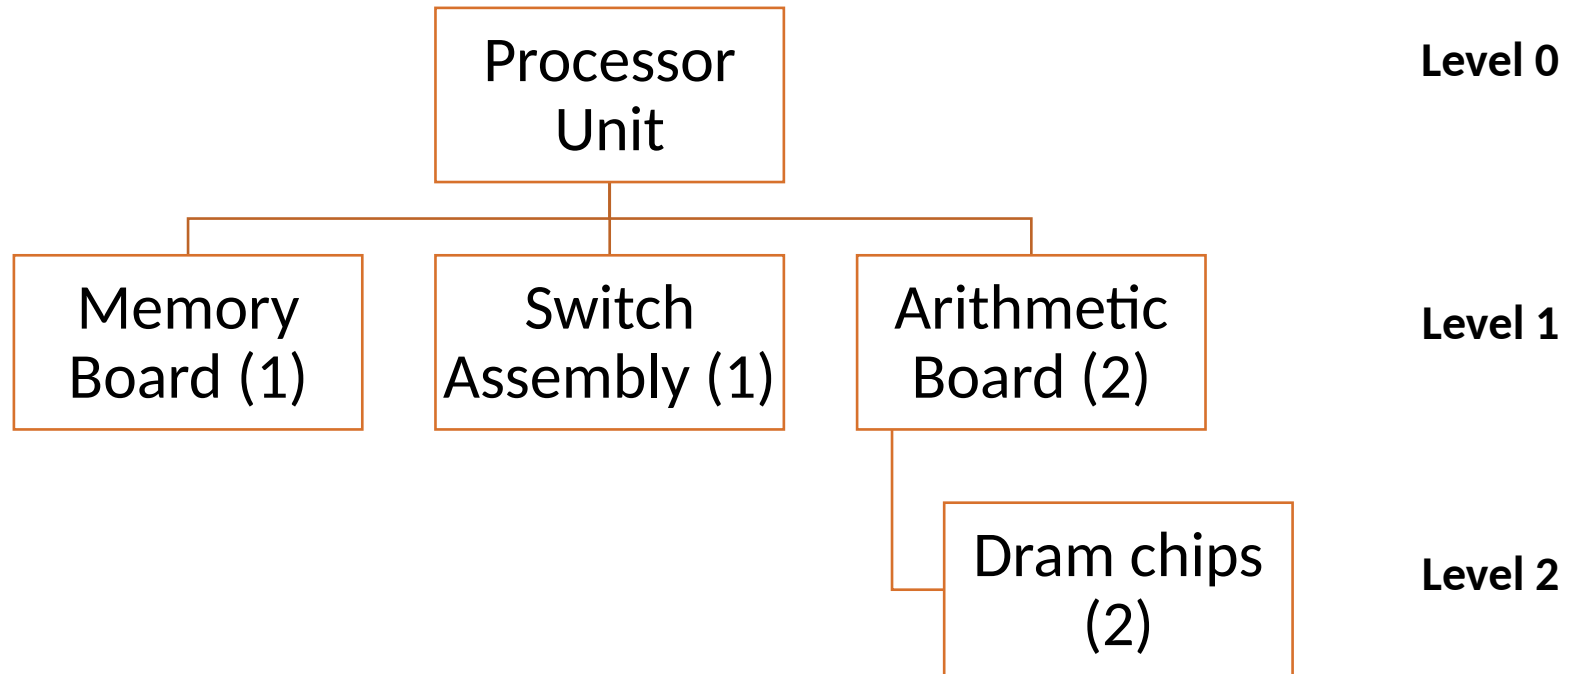 Processor
Unit
Level 0
Memory
Board (1)
Switch
Assembly (1)
Arithmetic
Board (2)
Level 1
Dram chips
(2)
Level 2